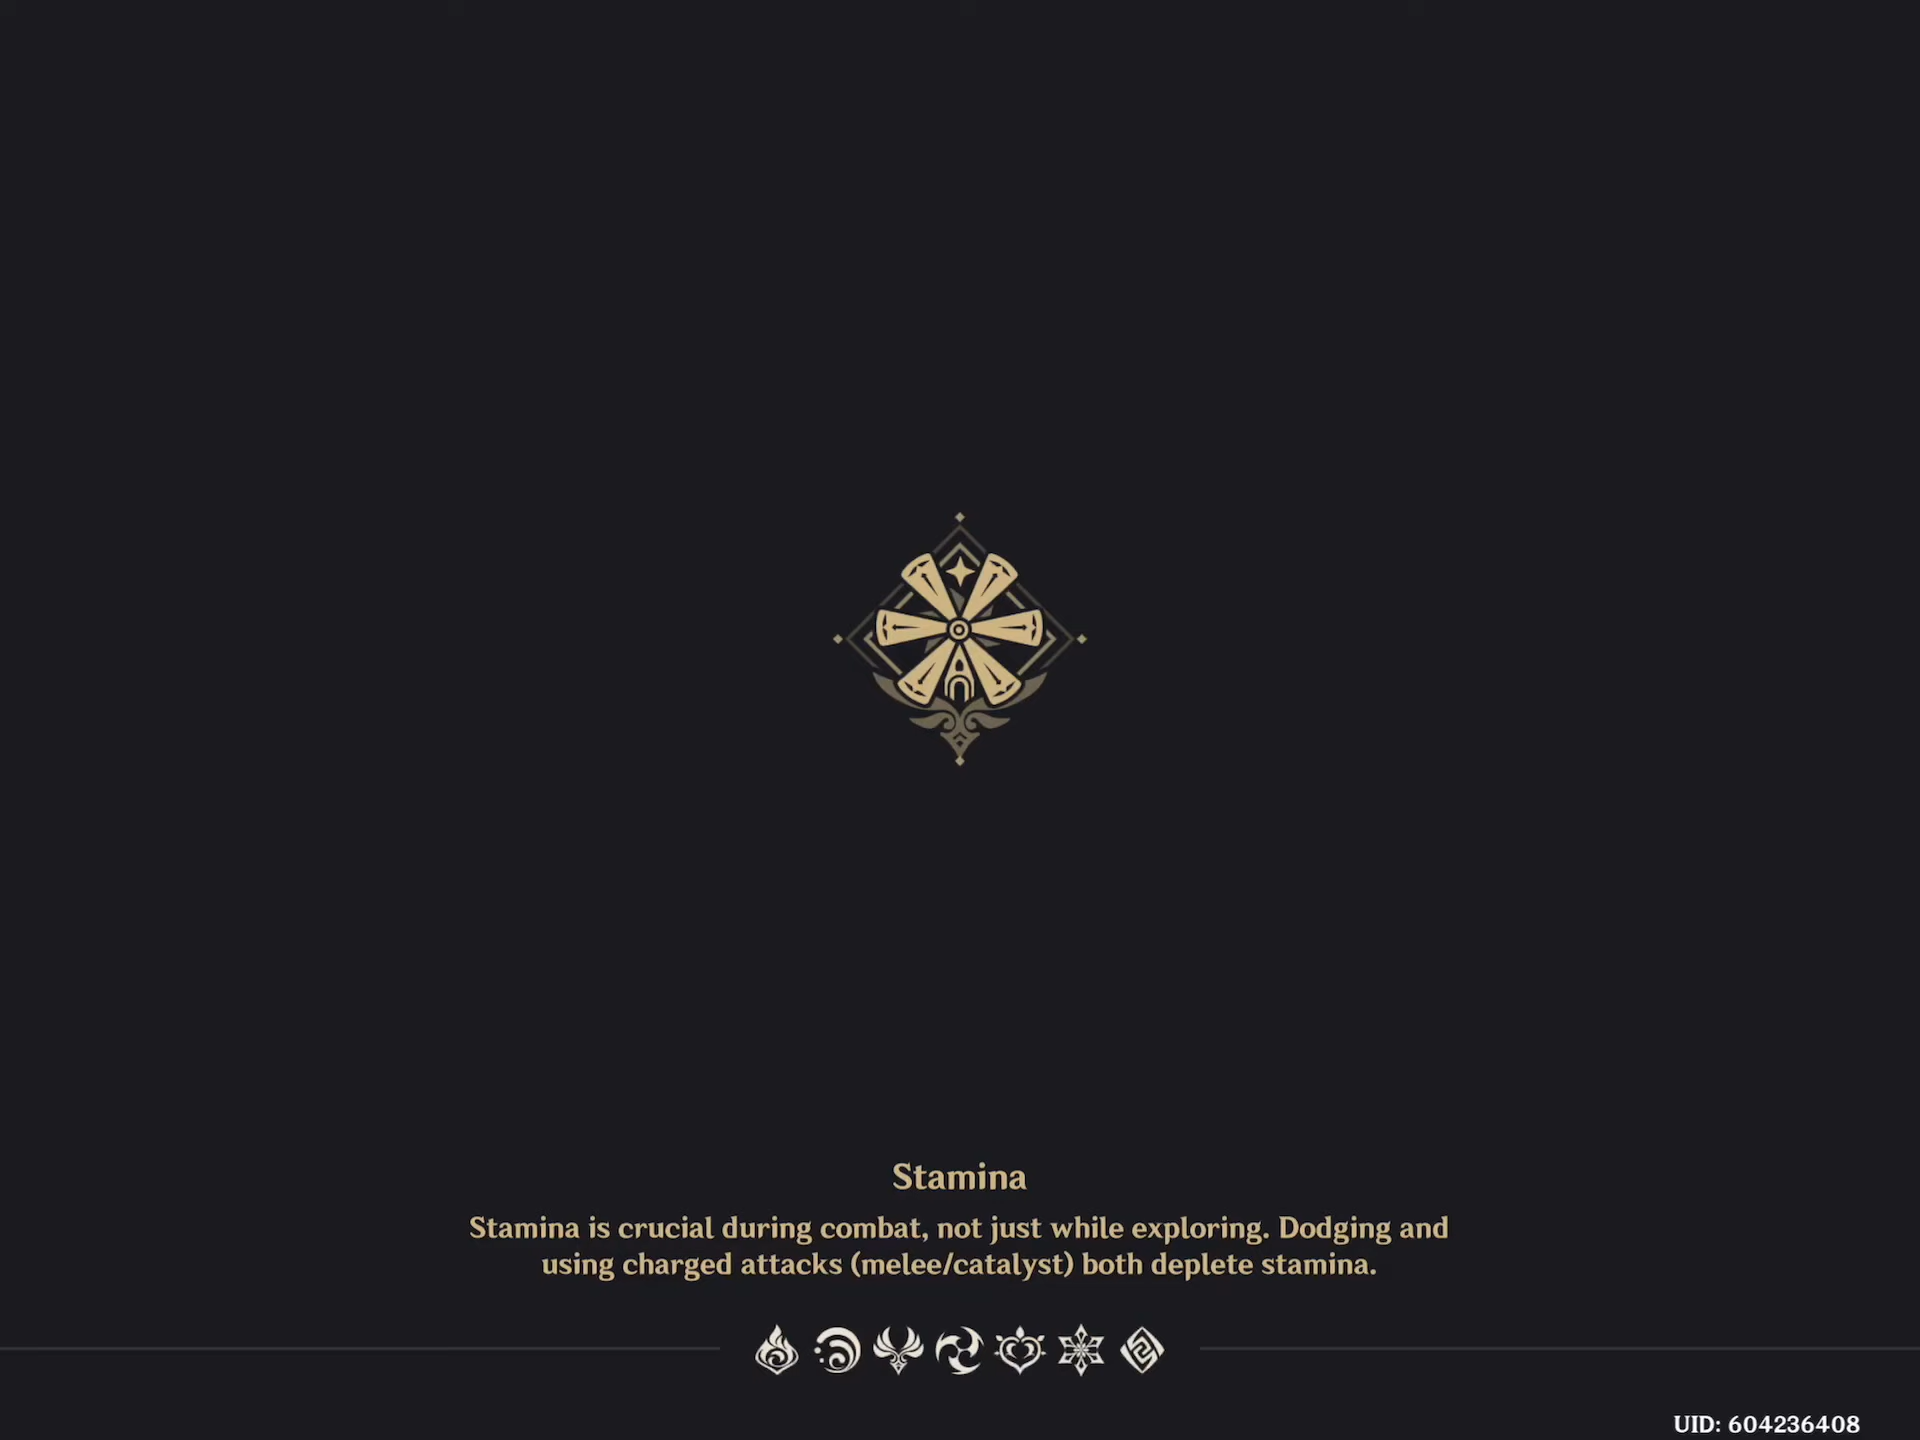 Stamina
Stamina is crucial during combat, not just while exploring. Dodging and
using charged attacks (melee/catalyst) both deplete stamina.
UID: 604236408